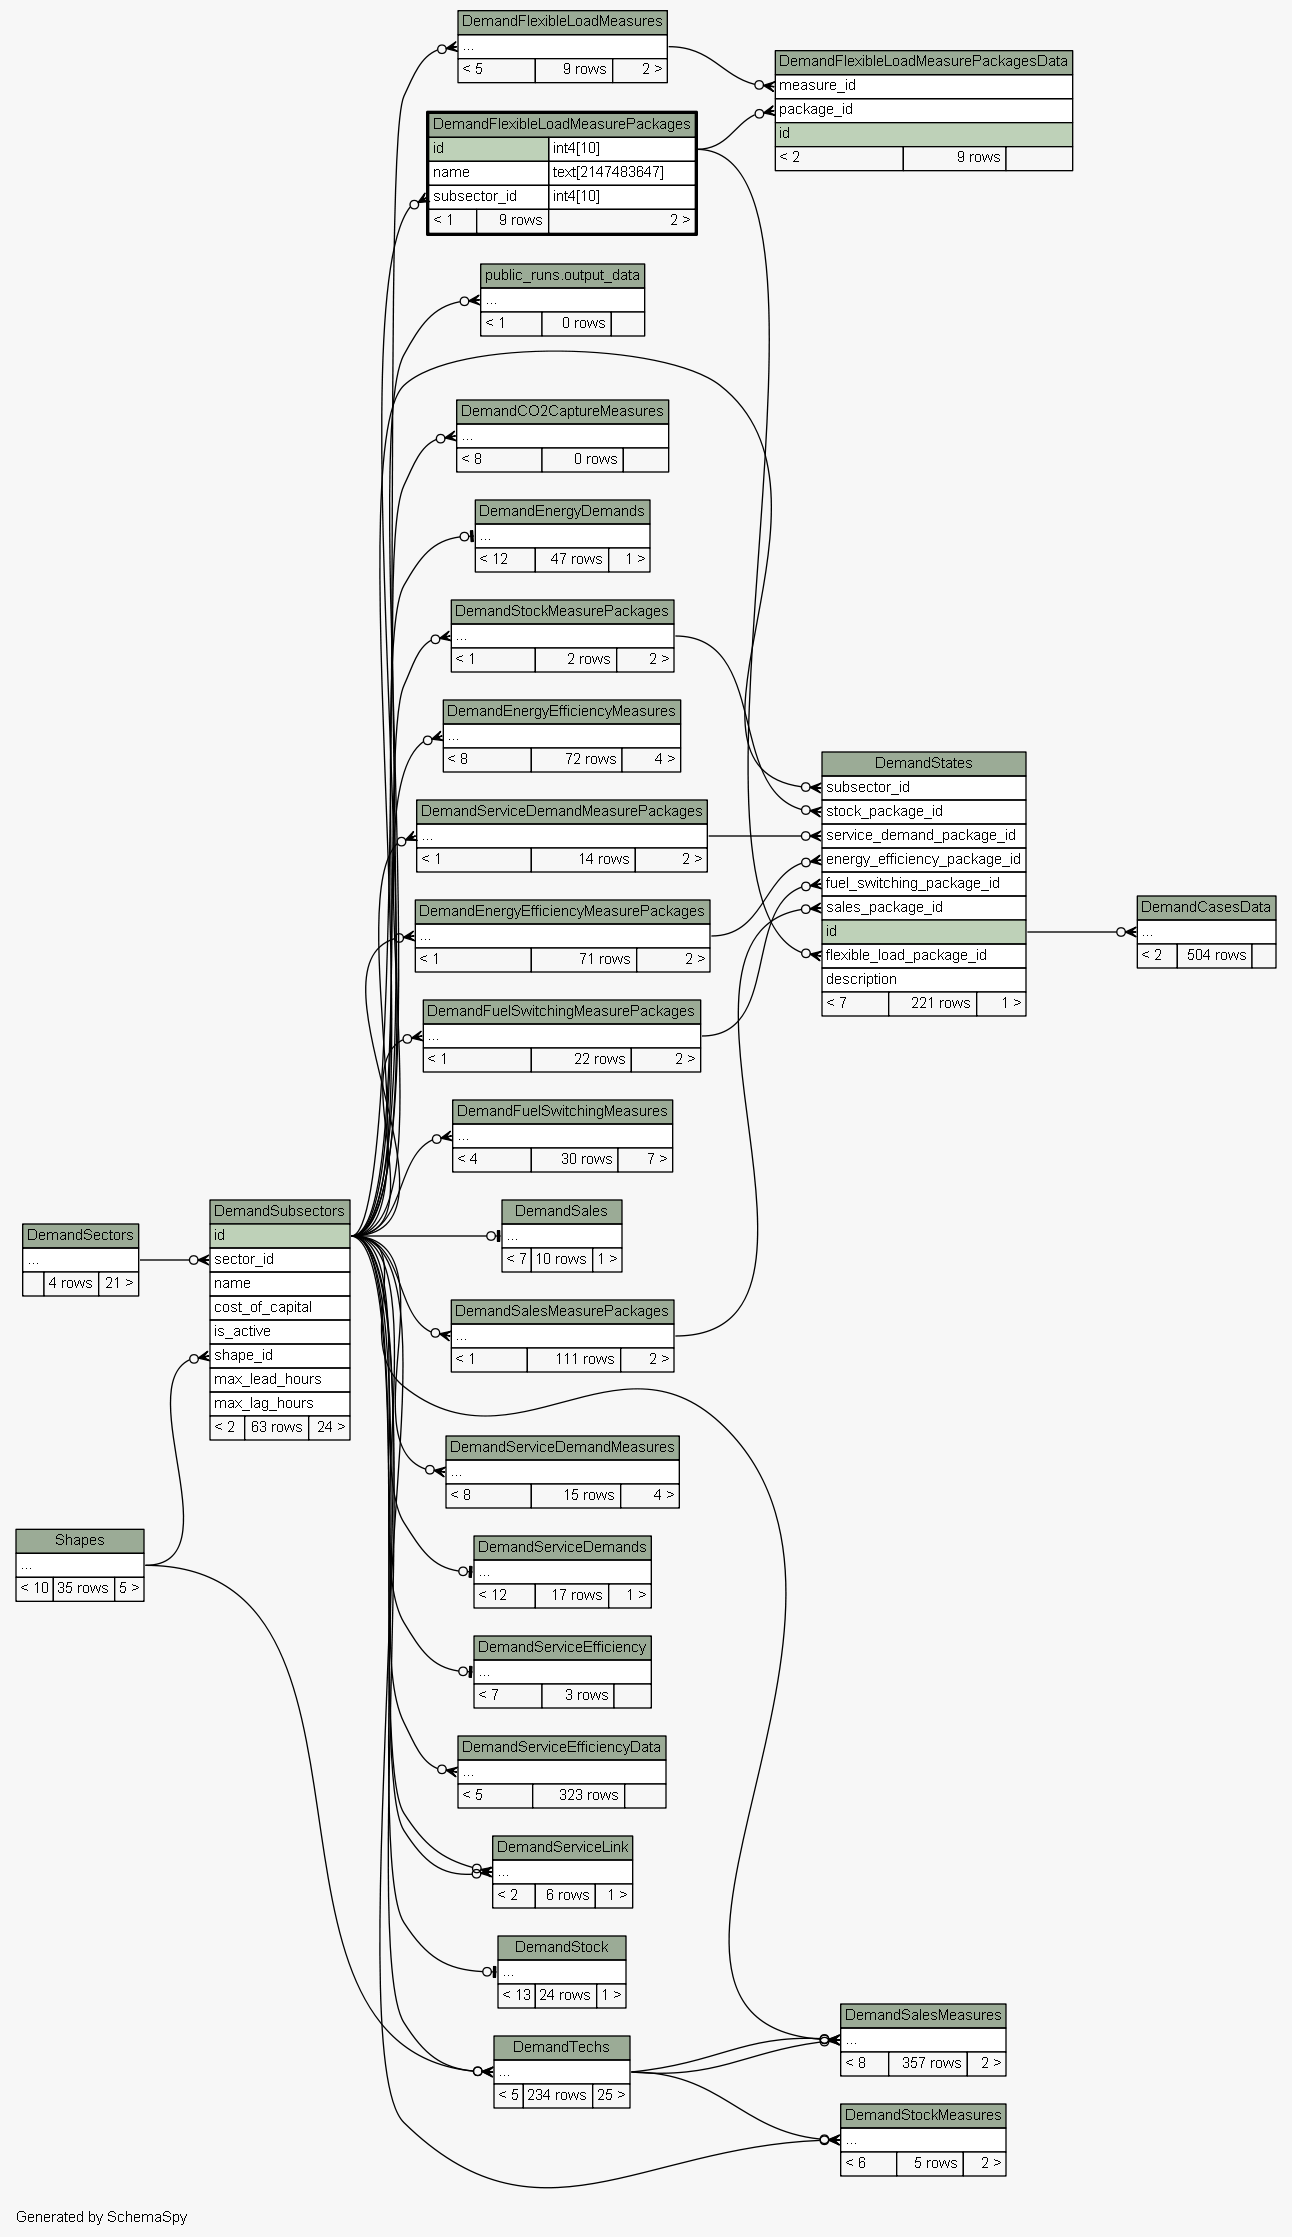 DemandFlexibleLoadMeasures
...
< 5 9 rows 2 >
DemandFlexibleLoadMeasurePackagesData
measure_id
package_id
id
< 2 9 rows
DemandFlexibleLoadMeasurePackages
id int4[10]
name text[2147483647]
subsector_id int4[10]
< 1 9 rows 2 >
public_runs.output_data
...
< 1 0 rows
DemandCO2CaptureMeasures
...
< 8 0 rows
DemandEnergyDemands
...
< 12 47 rows 1 >
DemandStockMeasurePackages
...
< 1 2 rows 2 >
DemandEnergyEfficiencyMeasures
...
< 8 72 rows 4 >
DemandServiceDemandMeasurePackages
...
< 1 14 rows 2 >
DemandEnergyEfficiencyMeasurePackages
...
< 1 71 rows 2 >
DemandFuelSwitchingMeasurePackages
...
< 1 22 rows 2 >
DemandStates
subsector_id
stock_package_id
service_demand_package_id
energy_efficiency_package_id
fuel_switching_package_id
sales_package_id
id
flexible_load_package_id
description
< 7 221 rows 1 >
DemandCasesData
...
< 2 504 rows
DemandFuelSwitchingMeasures
...
< 4 30 rows 7 >
DemandSectors
...
4 rows 21 >
DemandSubsectors
id
sector_id
name
cost_of_capital
is_active
shape_id
max_lead_hours
max_lag_hours
< 2 63 rows 24 >
DemandSales
...
< 7 10 rows 1 >
DemandSalesMeasurePackages
...
< 1 111 rows 2 >
DemandServiceDemandMeasures
...
< 8 15 rows 4 >
Shapes
...
< 10 35 rows 5 >
DemandServiceDemands
...
< 12 17 rows 1 >
DemandServiceEfficiency
...
< 7 3 rows
DemandServiceEfficiencyData
...
< 5 323 rows
DemandServiceLink
...
< 2 6 rows 1 >
DemandStock
...
< 13 24 rows 1 >
DemandTechs
...
< 5 234 rows 25 >
DemandSalesMeasures
...
< 8 357 rows 2 >
DemandStockMeasures
...
< 6 5 rows 2 >
Generated by SchemaSpy